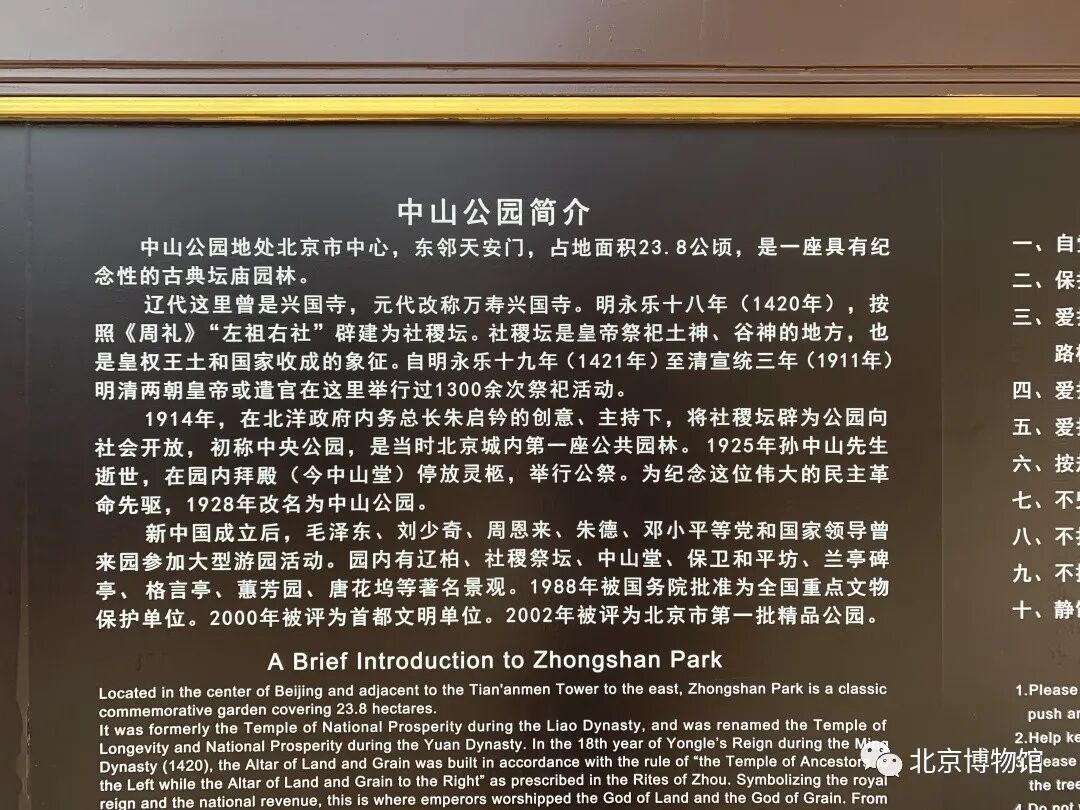 中山公园简介
中山公园地处北京市中心，东邻天安门，占地面积23.8公顷，是一座具有纪
念性的古典坛庙园林。
辽代这里曾是兴国寺，元代改称万寿兴国寺。明永乐十八年（1420年），按
照《周礼》“左祖右社”辟建为社稷坛。社稷坛是皇帝祭祀土神、谷神的地方，也
是皇权王土和国家收成的象征。自明永乐十九年（1421年）至清宣统三年（1911年）
明清两朝皇帝或遣官在这里举行过1300余次祭祀活动。
1914年，在北洋政府内务总长朱启钤的创意、主持下，将社稷坛辟为公园向
社会开放，初称中央公园，是当时北京城内第一座公共园林。1925年孙中山先生
逝世，在园内拜殿（今中山堂）停放灵柩，举行公祭。为纪念这位伟大的民主革
命先驱，1928年改名为中山公园。
新中国成立后，毛泽东、刘少奇、周恩来、朱德、邓小平等党和国家领导曾
来园参加大型游园活动。园内有辽柏、社稷祭坛、中山堂、保卫和平坊、兰亭碑
亭、格言亭、蕙芳园、唐花坞等著名景观。1988年被国务院批准为全国重点文物
保护单位。2000年被评为首都文明单位。2002年被评为北京市第一批精品公园。
A Brief Introduction to Zhongshan Park
Located in the center of Beijing and adjacent to the Tian'anmen Tower to the east, Zhongshan Park is a classic
commemorative garden covering 23.8 hectares.
It was formerly the Temple of National Prosperity during the Liao Dynasty, and was renamed the Temple of
Longevity and National Prosperity during the Yuan Dynasty. In the 18th year of Yongle's Reign during the Ming
Dynasty (1420), the Altar of Land and Grain was built in accordance with the rule of “the Temple of Ancestors
the Left while the Altar of Land and Grain to the Right” as prescribed in the Rites of Zhou. Symbolizing the royal
reign and the national revenue, this is where emperors worshipped the God of Land and the God of Grain. From
一、自
二、保
三、爱
路
四、爱
五、爱
六、按
七、不
八、不
九、不
十、静
1.Please
push
2.Help
Please
the
4.Do not
北京博物馆